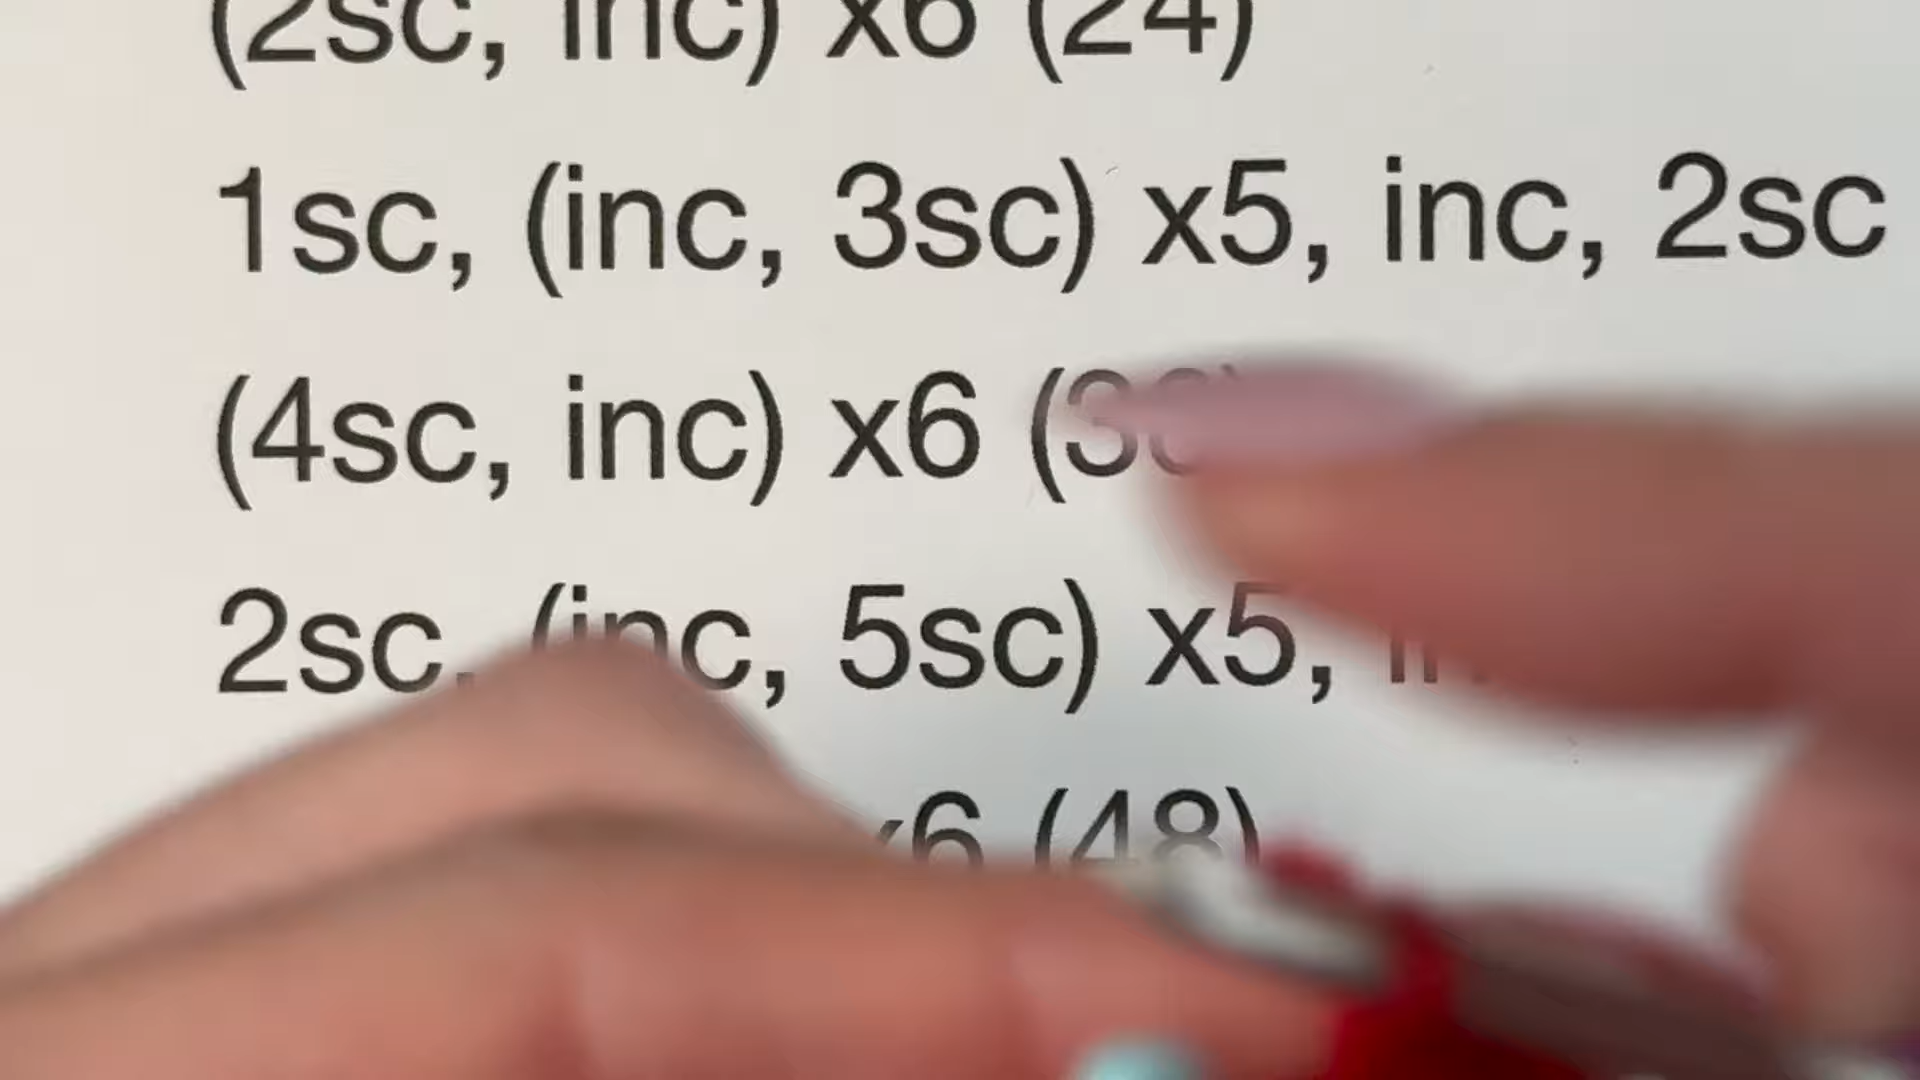 (2sc, inc) x6 (24)
1sc, (inc, 3sc) x5, inc, 2sc
(4sc, inc) x6
2sc, (inc, 5sc) x5,
x6 (48)